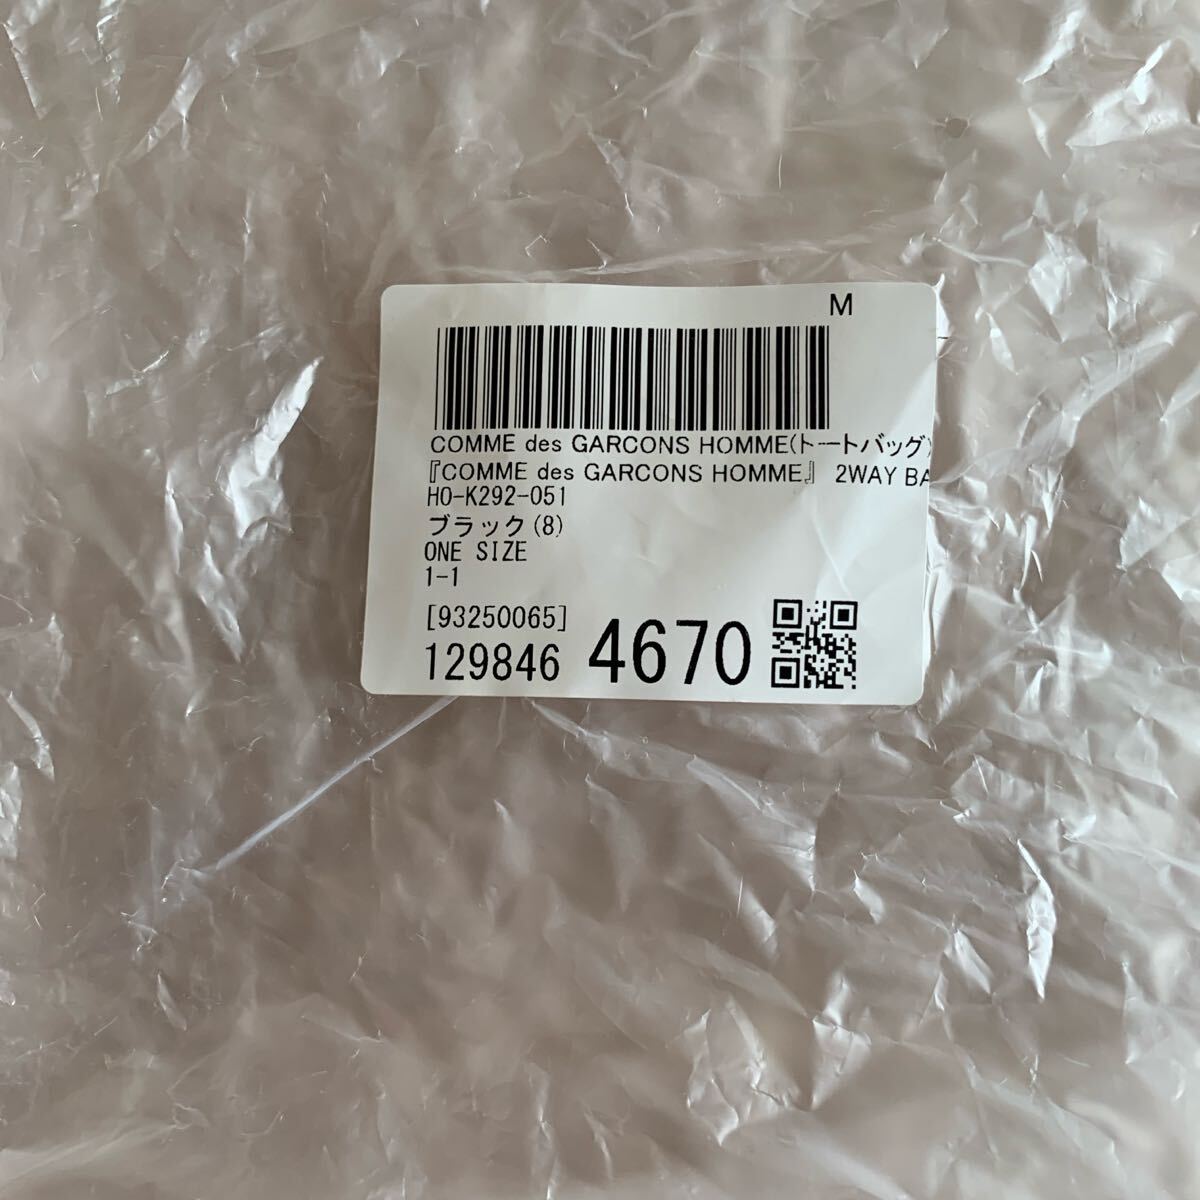 M
COMME des GARCONS HOMME(トートバッグ)
『COMME des GARCONS HOMME』 2WAY BA
HO-K292-051
ブラック(8)
ONE SIZE
1-1
[93250065]
129846 4670